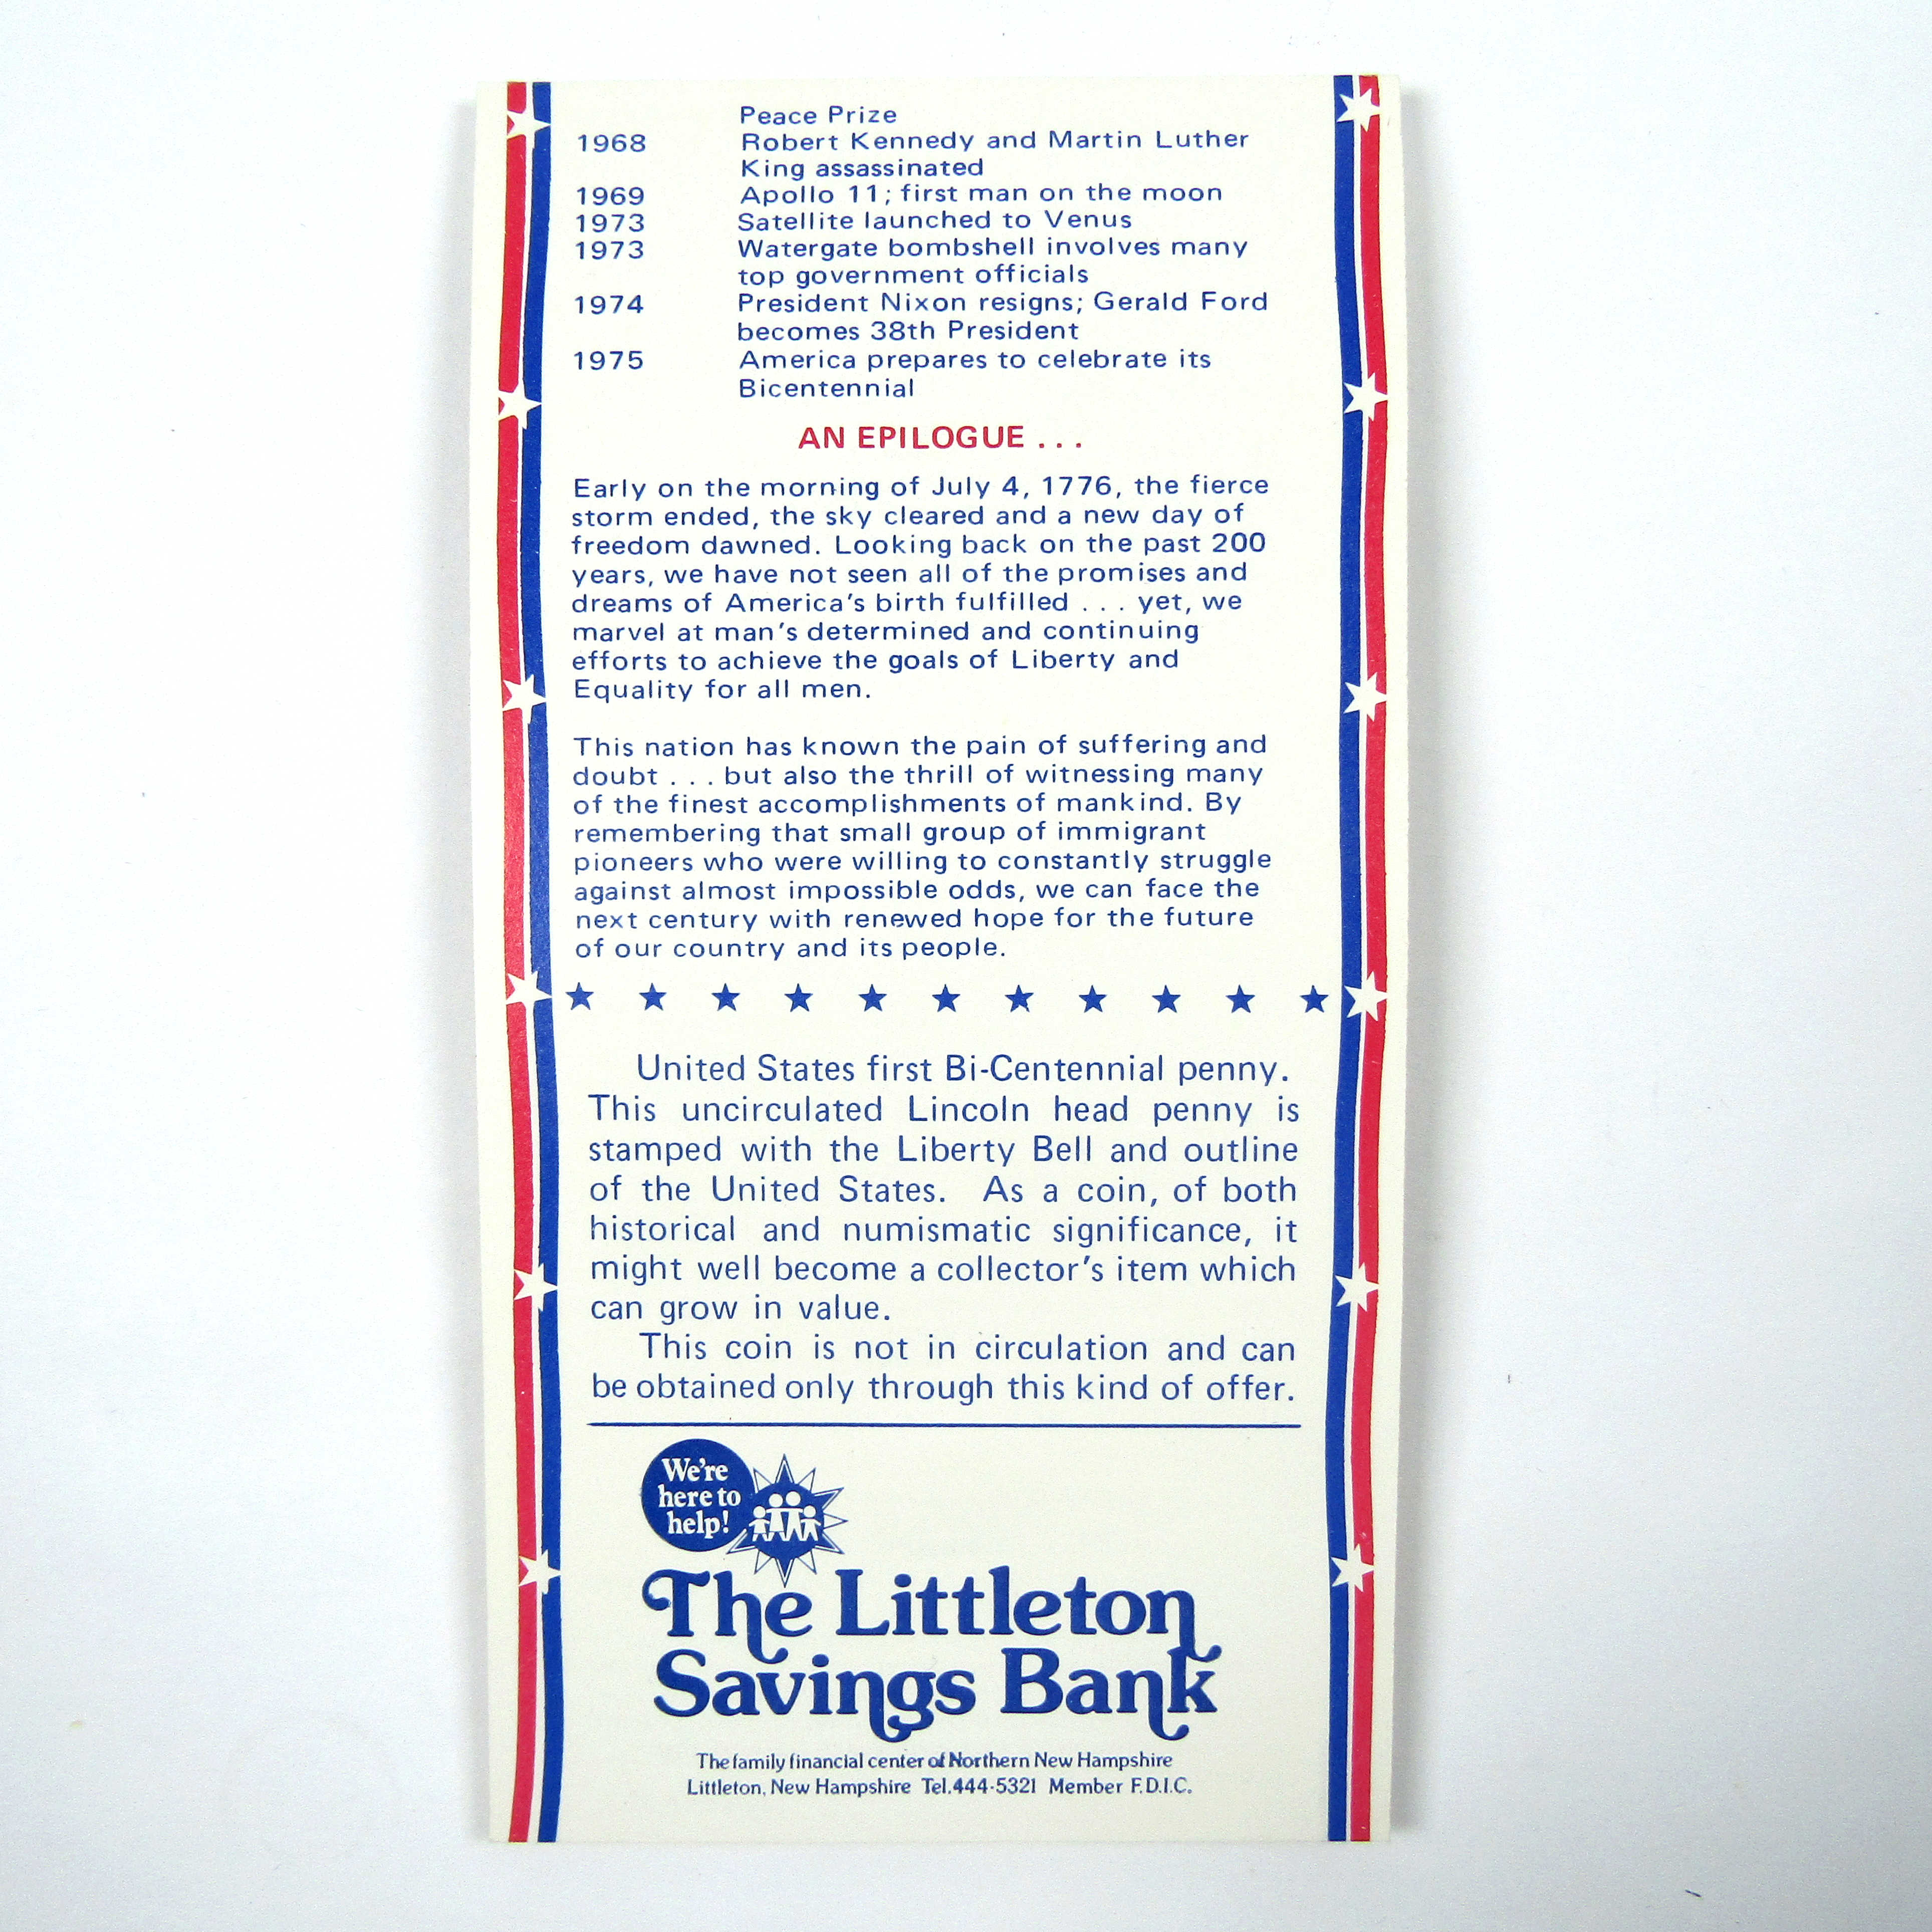 Peace Prize
1968 Robert Kennedy and Martin Luther
King assassinated
1969 Apollo 11; first man on the moon
1973 Satellite launched to Venus
1973 Watergate bombshell involves many
top government officials
1974 President Nixon resigns; Gerald Ford
becomes 38th President
1975 America prepares to celebrate its
Bicentennial
AN EPILOGUE . . .
Early on the morning of July 4, 1776, the fierce
storm ended, the sky cleared and a new day of
freedom dawned. Looking back on the past 200
years, we have not seen all of the promises and
dreams of America's birth fulfilled . . . yet, we
marvel at man's determined and continuing
efforts to achieve the goals of Liberty and
Equality for all men.
This nation has known the pain of suffering and
doubt . . . but also the thrill of witnessing many
of the finest accomplishments of mankind. By
remembering that small group of immigrant
pioneers who were willing to constantly struggle
against almost impossible odds, we can face the
next century with renewed hope for the future
of our country and its people.
United States first Bi-Centennial penny.
This uncirculated Lincoln head penny is
stamped with the Liberty Bell and outline
of the United States. As a coin, of both
historical and numismatic significance, it
might well become a collector's item which
can grow in value.
This coin is not in circulation and can
be obtained only through this kind of offer.
We're
here to
help!
The Littleton
Savings Bank
The family financial center of Northern New Hampshire
Littleton, New Hampshire Tel.444-5321 Member F.D.I.C.